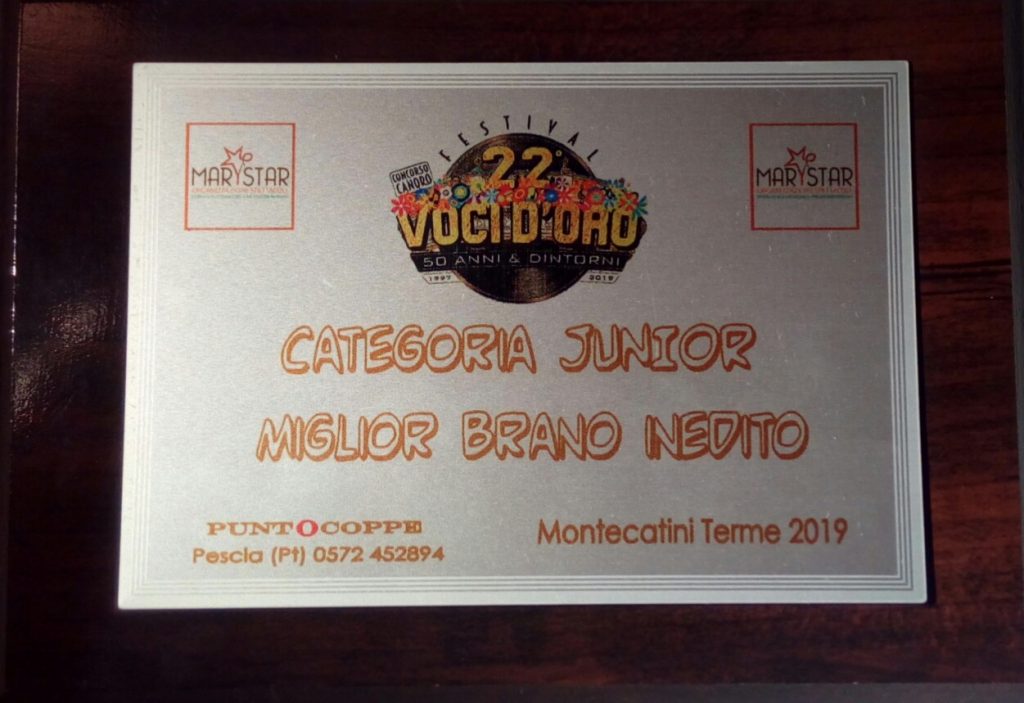 FESTIVAL
CONCORSO
CANORO
22°
VOCI D'ORO
50 ANNI & DINTORNI
1997 2019
MARYSTAR
MARYSTAR
CATEGORIA JUNIOR
MIGLIOR BRANO INEDITO
PUNTOCOPPE
Pescia (Pt) 0572 452894
Montecatini Terme 2019